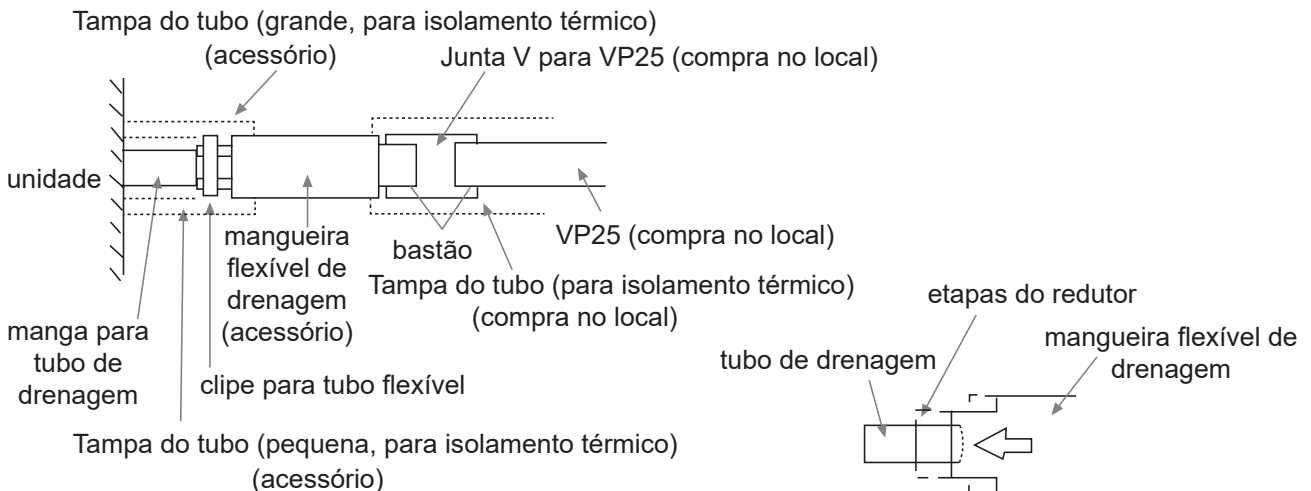 Tampa do tubo (grande, para isolamento térmico)
(acessório)
Junta V para VP25 (compra no local)
unidade
mangueira
flexível de
drenagem
(acessório)
bastão
VP25 (compra no local)
Tampa do tubo (para isolamento térmico)
(compra no local)
manga para
tubo de
drenagem
clipe para tubo flexível
Tampa do tubo (pequena, para isolamento térmico)
(acessório)
etapas do redutor
tubo de drenagem
mangueira flexível de
drenagem